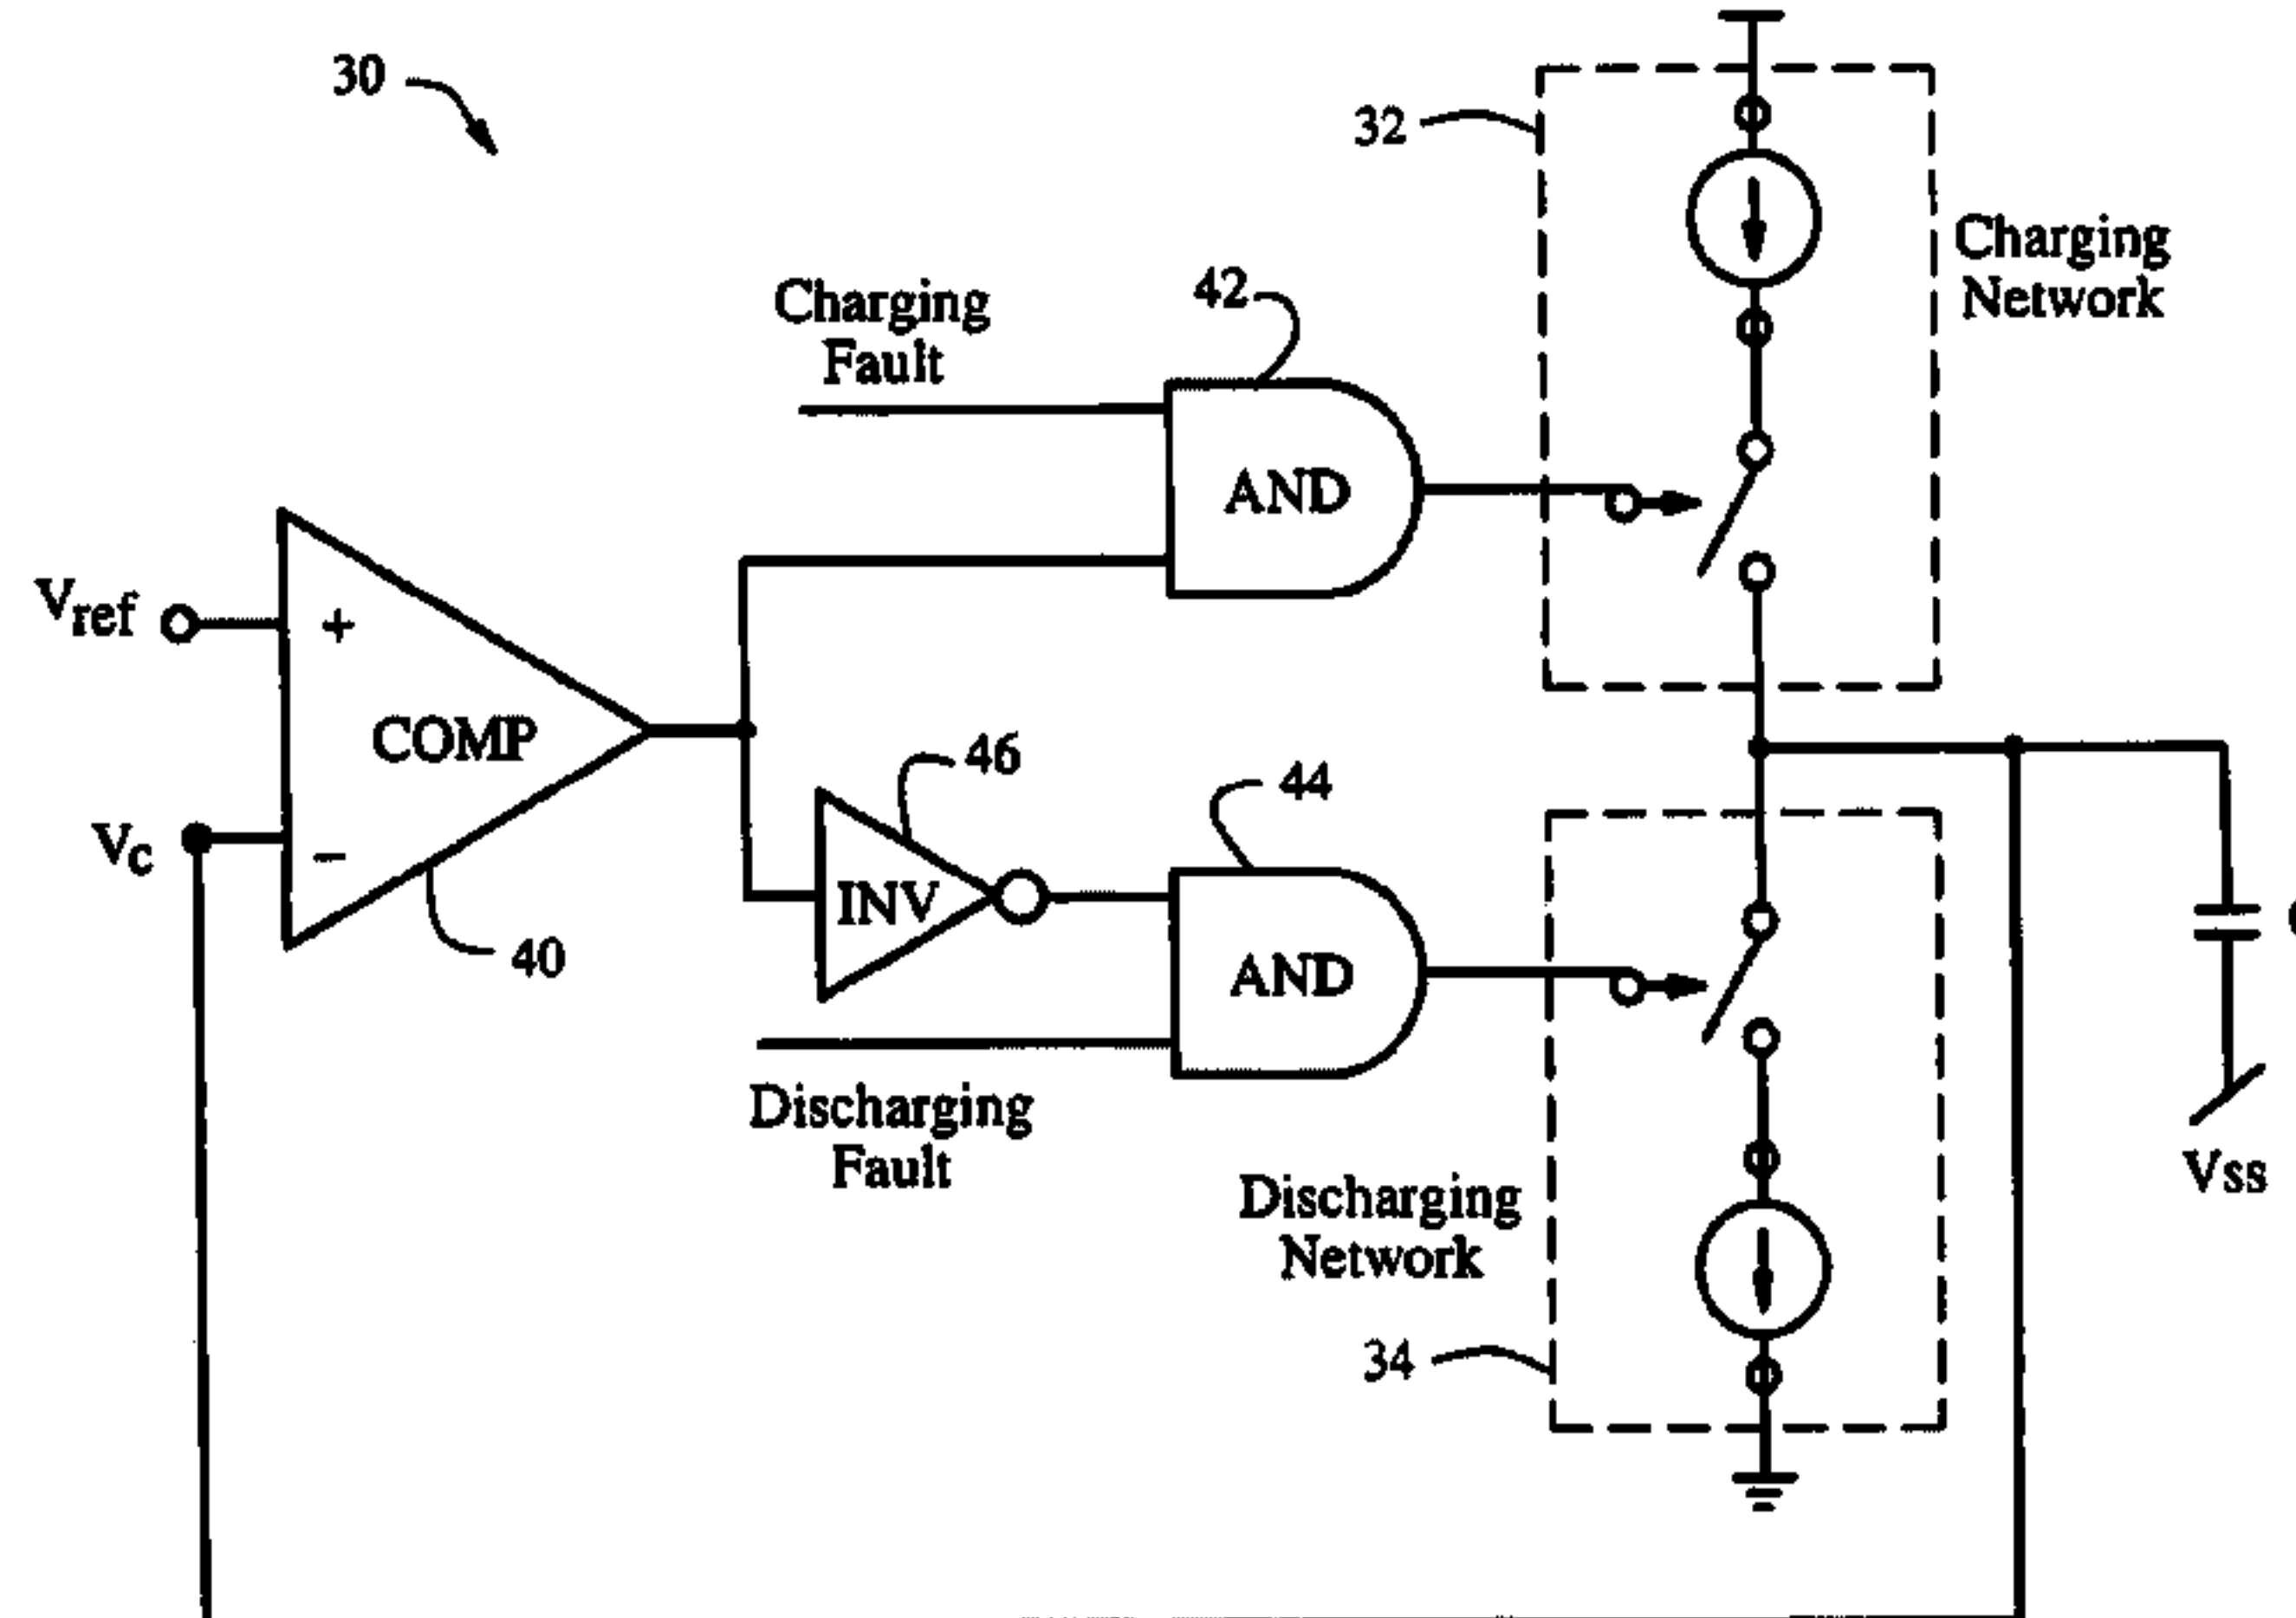 30
32
Charging
Network
42
Charging
Fault
AND
Vref
+
COMP
Vc
−
40
46
INV
44
AND
Discharging
Fault
Discharging
Network
34
Vss